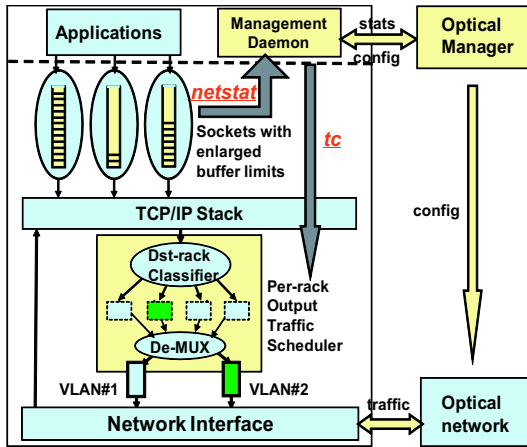 Applications
Management
Daemon
stats
config
Optical
Manager
netstat
Sockets with
enlarged
buffer limits
tc
TCP/IP Stack
config
Dst-rack
Classifier
Per-rack
Output
Traffic
Scheduler
De-MUX
VLAN#1
VLAN#2
Network Interface
traffic
Optical
network